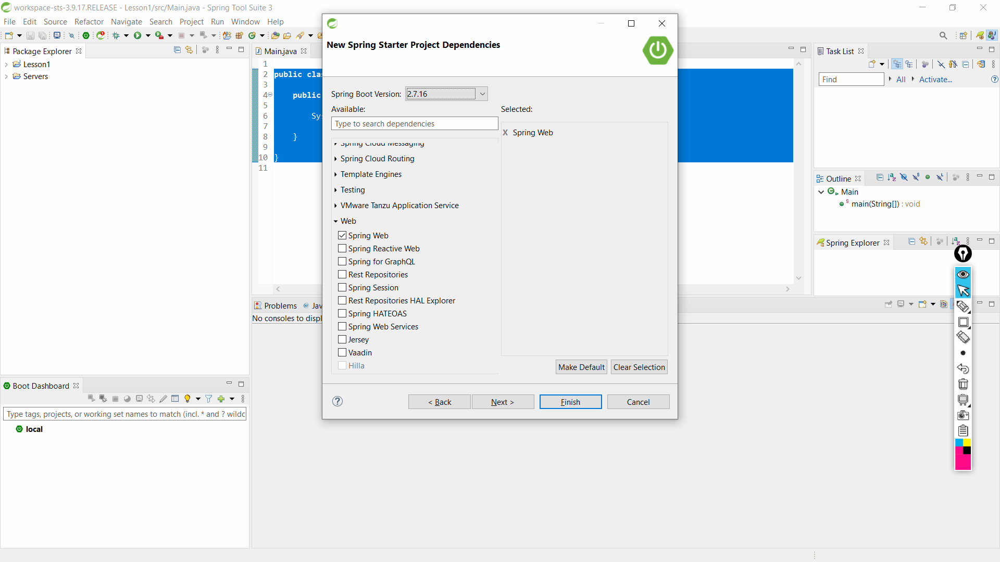 workspace-sts-3.9.17.RELEASE - Lesson1/src/Main.java - Spring Tool Suite 3
File Edit Source Refactor Navigate Search Project Run Window Help
Package Explorer
Lesson1
Servers
Main.java
1
2 public clas
3
4 public
5
6 Sys
7
8 }
9
10 }
11
New Spring Starter Project Dependencies
Spring Boot Version: 2.7.16
Available:
Type to search dependencies
Spring Cloud Messaging
Spring Cloud Routing
Template Engines
Testing
VMware Tanzu Application Service
Web
Spring Web
Spring Reactive Web
Spring for GraphQL
Rest Repositories
Spring Session
Rest Repositories HAL Explorer
Spring HATEOAS
Spring Web Services
Jersey
Vaadin
Hilla
Selected:
X Spring Web
Make Default Clear Selection
< Back Next > Finish Cancel
Task List
Find All Activate...
Outline
Main
main(String[]) : void
Spring Explorer
Problems @ Jav
No consoles to displ
Boot Dashboard
Type tags, projects, or working set names to match (incl. * and ? wildc
local